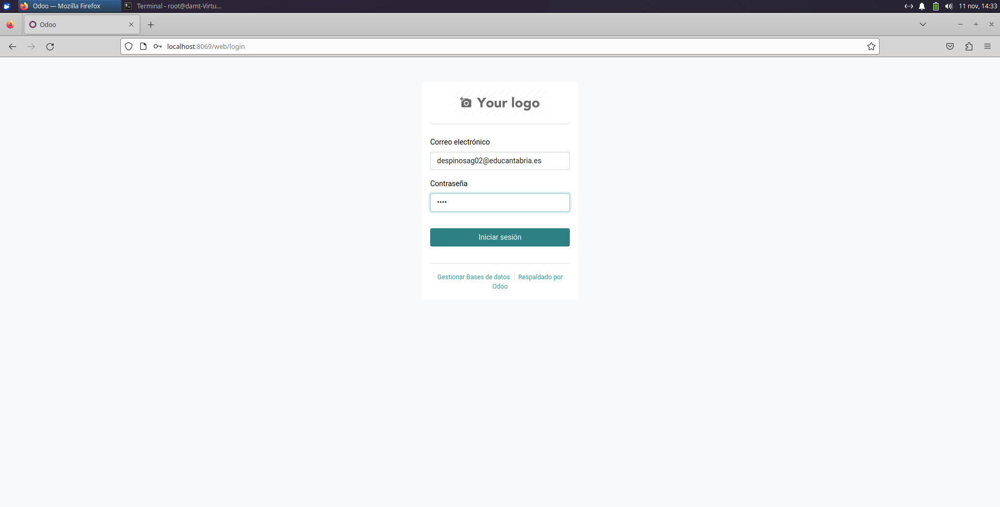 Odoo — Mozilla Firefox
Terminal - root@damt-Virtu...
11 nov, 14:33
Odoo
localhost:8069/web/login
Your logo
Correo electrónico
despinosag02@educantabria.es
Contraseña
••••
Iniciar sesión
Gestionar Bases de datos
Respaldado por
Odoo